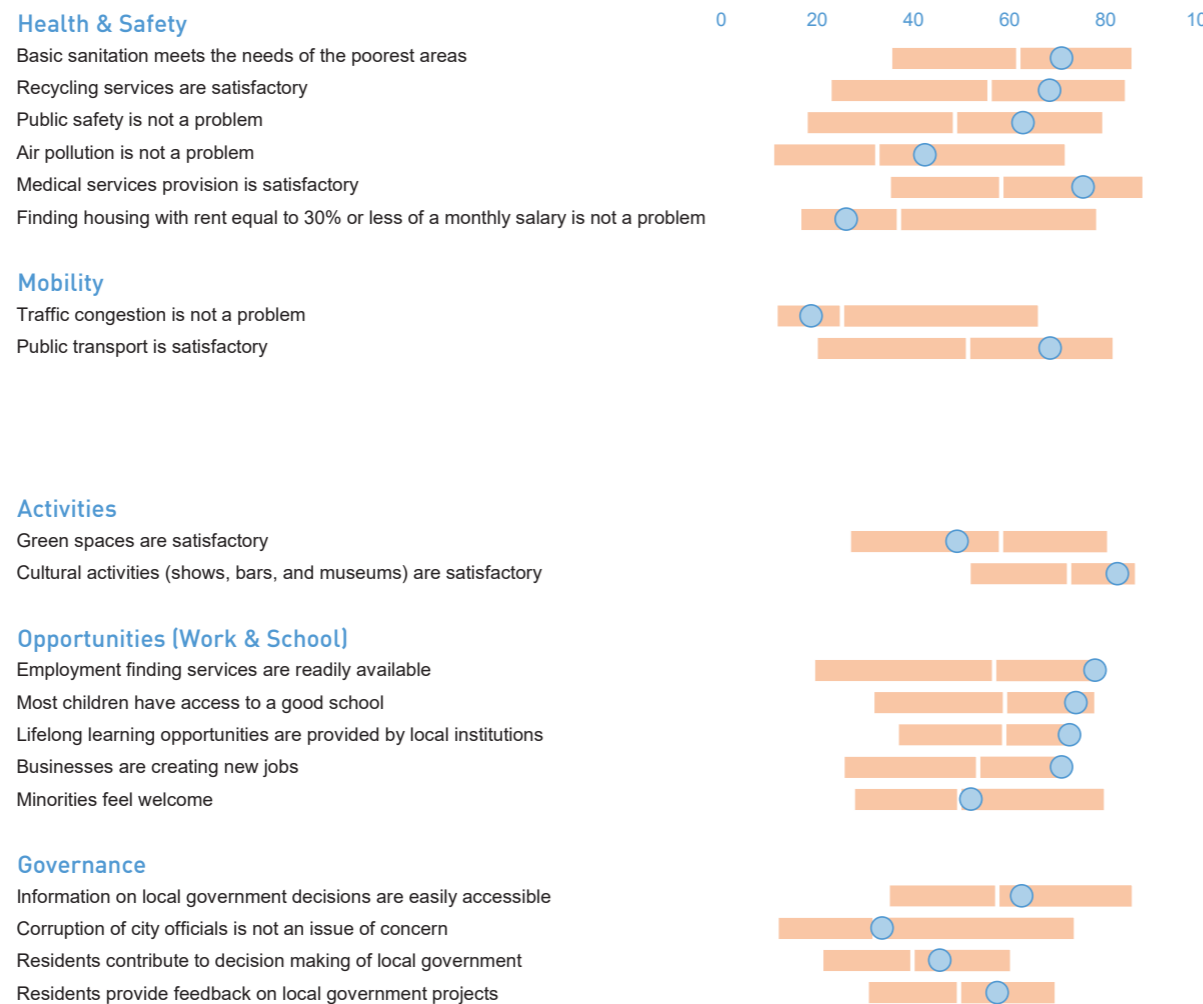 Health & Safety 0 20 40 60 80 10
Basic sanitation meets the needs of the poorest areas
Recycling services are satisfactory
Public safety is not a problem
Air pollution is not a problem
Medical services provision is satisfactory
Finding housing with rent equal to 30% or less of a monthly salary is not a problem
Mobility
Traffic congestion is not a problem
Public transport is satisfactory
Activities
Green spaces are satisfactory
Cultural activities (shows, bars, and museums) are satisfactory
Opportunities (Work & School)
Employment finding services are readily available
Most children have access to a good school
Lifelong learning opportunities are provided by local institutions
Businesses are creating new jobs
Minorities feel welcome
Governance
Information on local government decisions are easily accessible
Corruption of city officials is not an issue of concern
Residents contribute to decision making of local government
Residents provide feedback on local government projects